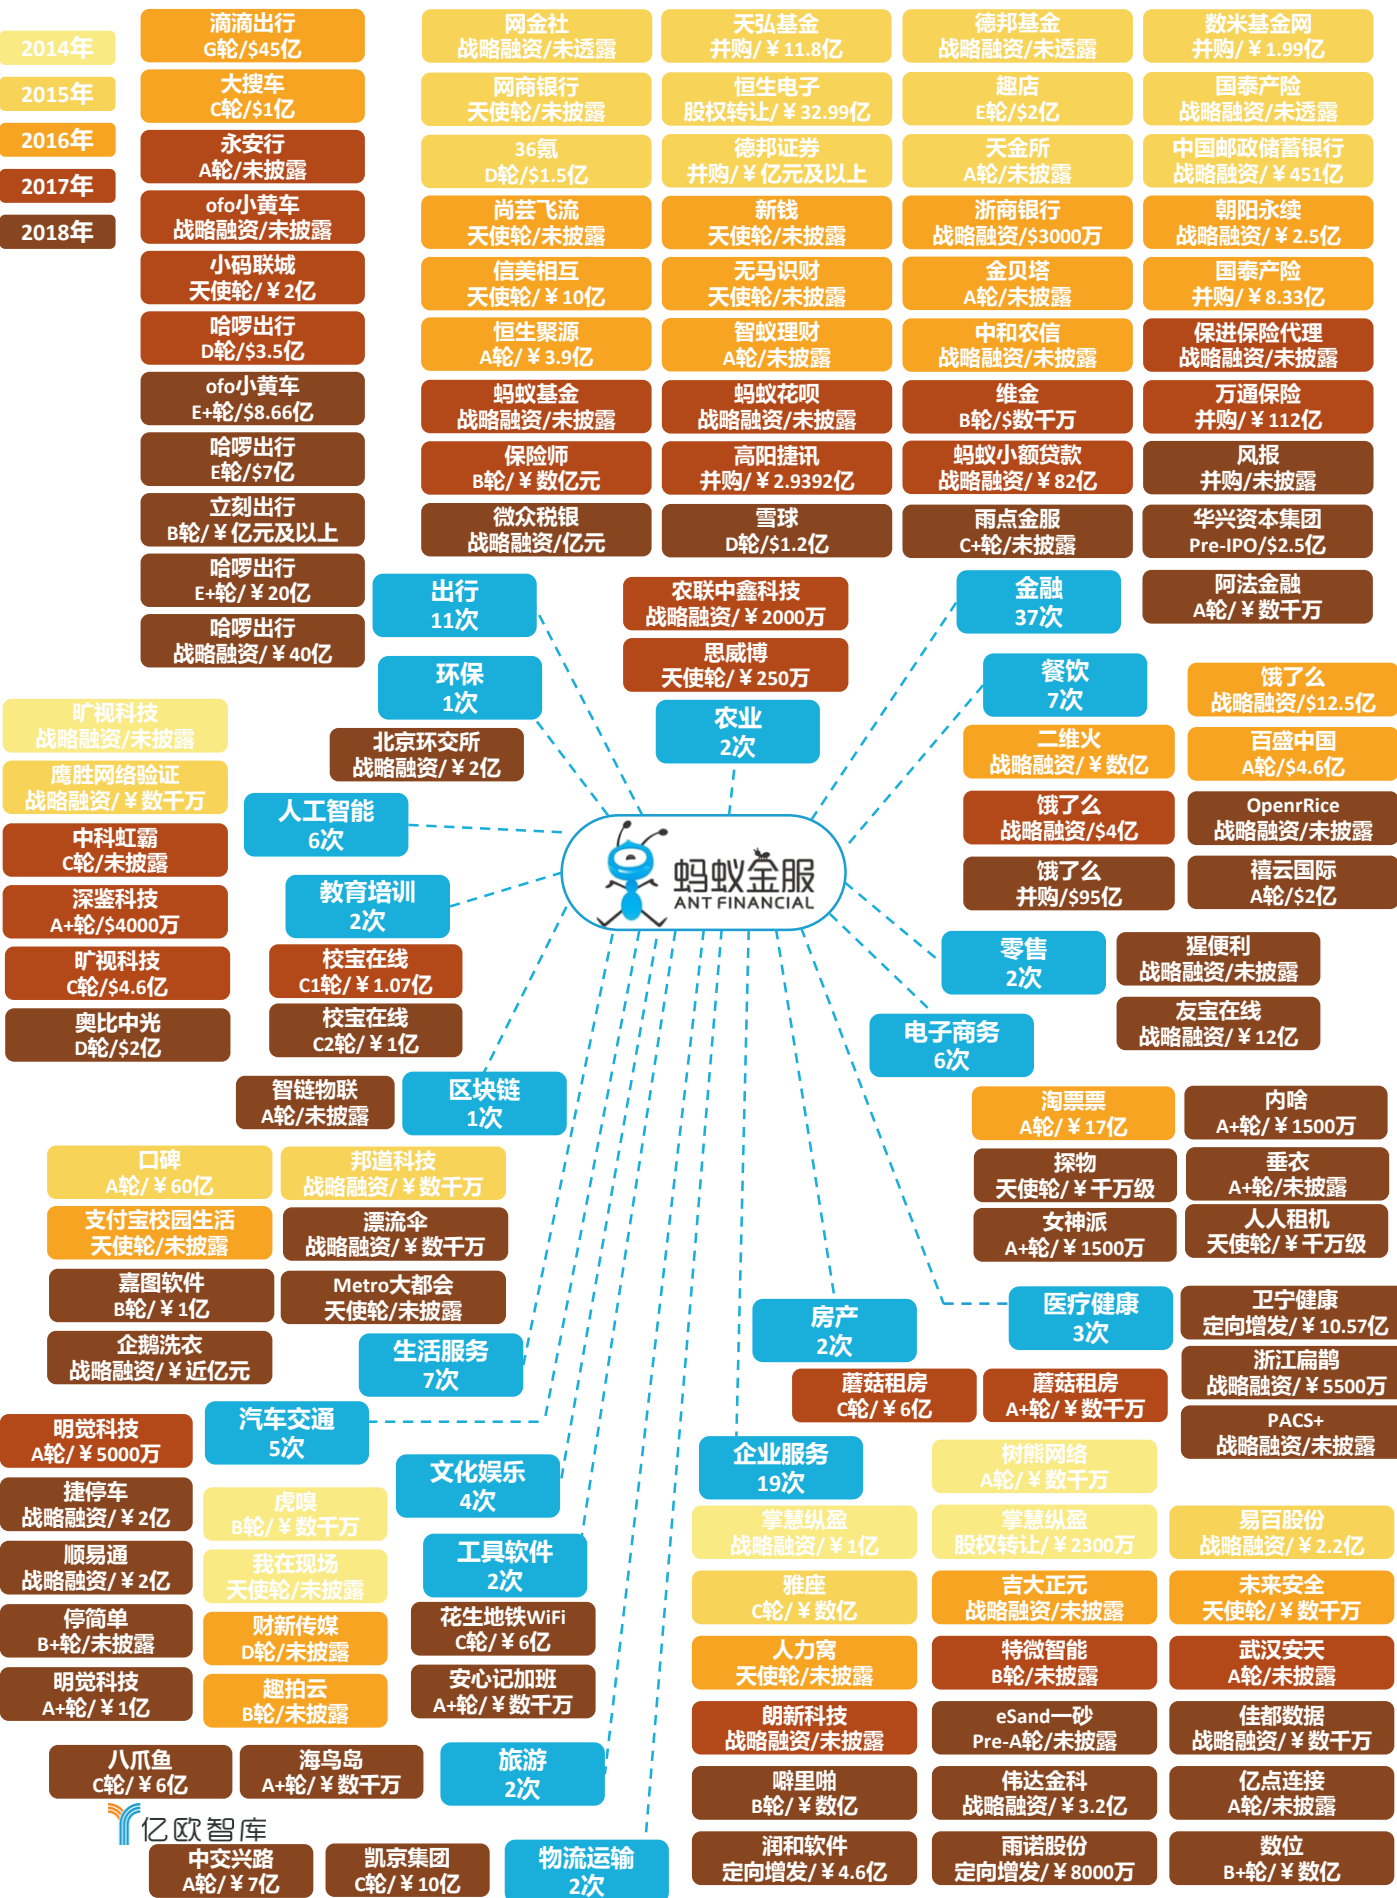 2014年
2015年
2016年
2017年
2018年
滴滴出行
G轮/$45亿
大搜车
C轮/$1亿
永安行
A轮/未披露
ofo小黄车
战略融资/未披露
小码联城
天使轮/¥2亿
哈啰出行
D轮/$3.5亿
ofo小黄车
E+轮/$8.66亿
哈啰出行
E轮/$7亿
立刻出行
B轮/¥亿元及以上
哈啰出行
E+轮/¥20亿
哈啰出行
战略融资/¥40亿
出行
11次
网金社
战略融资/未透露
天弘基金
并购/¥11.8亿
德邦基金
战略融资/未透露
数米基金网
并购/¥1.99亿
网商银行
天使轮/未披露
恒生电子
股权转让/¥32.99亿
趣店
E轮/$2亿
国泰产险
战略融资/未透露
36氪
D轮/$1.5亿
德邦证券
并购/¥亿元及以上
天金所
A轮/未披露
中国邮政储蓄银行
战略融资/¥451亿
尚芸飞流
天使轮/未披露
新钱
天使轮/未披露
浙商银行
战略融资/$3000万
朝阳永续
战略融资/¥2.5亿
信美相互
天使轮/¥10亿
无马识财
天使轮/未披露
金贝塔
A轮/未披露
国泰产险
并购/¥8.33亿
恒生聚源
A轮/¥3.9亿
智蚁理财
A轮/未披露
中和农信
战略融资/未披露
保进保险代理
战略融资/未披露
蚂蚁基金
战略融资/未披露
蚂蚁花呗
战略融资/未披露
维金
B轮/$数千万
万通保险
并购/¥112亿
保险师
B轮/¥数亿元
高阳捷讯
并购/¥2.9392亿
蚂蚁小额贷款
战略融资/¥82亿
风报
并购/未披露
微众税银
战略融资/亿元
雪球
D轮/$1.2亿
雨点金服
C+轮/未披露
华兴资本集团
Pre-IPO/$2.5亿
阿法金融
A轮/¥数千万
金融
37次
农联中鑫科技
战略融资/¥2000万
思威博
天使轮/¥250万
农业
2次
环保
1次
北京环交所
战略融资/¥2亿
餐饮
7次
饿了么
战略融资/$12.5亿
二维火
战略融资/¥数亿
百盛中国
A轮/$4.6亿
饿了么
战略融资/$4亿
OpenrRice
战略融资/未披露
饿了么
并购/$95亿
禧云国际
A轮/$2亿
旷视科技
战略融资/未披露
鹰胜网络验证
战略融资/¥数千万
中科虹霸
C轮/未披露
深鉴科技
A+轮/$4000万
旷视科技
C轮/$4.6亿
奥比中光
D轮/$2亿
人工智能
6次
蚂蚁金服
ANT FINANCIAL
教育培训
2次
校宝在线
C1轮/¥1.07亿
校宝在线
C2轮/¥1亿
零售
2次
猩便利
战略融资/未披露
友宝在线
战略融资/¥12亿
电子商务
6次
淘票票
A轮/¥17亿
内啥
A+轮/¥1500万
探物
天使轮/¥千万级
垂衣
A+轮/未披露
女神派
A+轮/¥1500万
人人租机
天使轮/¥千万级
智链物联
A轮/未披露
区块链
1次
口碑
A轮/¥60亿
邦道科技
战略融资/¥数千万
支付宝校园生活
天使轮/未披露
漂流伞
战略融资/¥数千万
嘉图软件
B轮/¥1亿
Metro大都会
天使轮/未披露
企鹅洗衣
战略融资/¥近亿元
生活服务
7次
房产
2次
蘑菇租房
C轮/¥6亿
蘑菇租房
A+轮/¥数千万
医疗健康
3次
卫宁健康
定向增发/¥10.57亿
浙江扁鹊
战略融资/¥5500万
PACS+
战略融资/未披露
汽车交通
5次
明觉科技
A轮/¥5000万
捷停车
战略融资/¥2亿
顺易通
战略融资/¥2亿
停简单
B+轮/未披露
明觉科技
A+轮/¥1亿
文化娱乐
4次
虎嗅
B轮/¥数千万
我在现场
天使轮/未披露
财新传媒
D轮/未披露
趣拍云
B轮/未披露
工具软件
2次
花生地铁WiFi
C轮/¥6亿
安心记加班
A+轮/¥数千万
企业服务
19次
树熊网络
A轮/¥数千万
掌慧纵盈
战略融资/¥1亿
掌慧纵盈
股权转让/¥2300万
易百股份
战略融资/¥2.2亿
雅座
C轮/¥数亿
吉大正元
战略融资/未披露
未来安全
天使轮/¥数千万
人力窝
天使轮/未披露
特微智能
B轮/未披露
武汉安天
A轮/未披露
朗新科技
战略融资/未披露
eSand一砂
Pre-A轮/未披露
佳都数据
战略融资/¥数千万
噼里啪
B轮/¥数亿
伟达金科
战略融资/¥3.2亿
亿点连接
A轮/未披露
润和软件
定向增发/¥4.6亿
雨诺股份
定向增发/¥8000万
数位
B+轮/¥数亿
八爪鱼
C轮/¥6亿
海鸟岛
A+轮/¥数千万
旅游
2次
亿欧智库
中交兴路
A轮/¥7亿
凯京集团
C轮/¥10亿
物流运输
2次